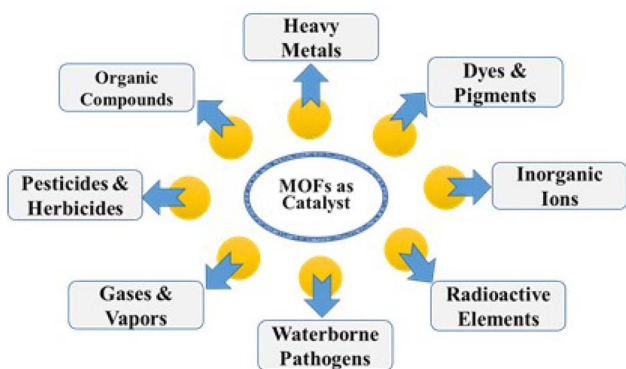 Heavy
Metals
Organic
Compounds
Dyes &
Pigments
Pesticides &
Herbicides
MOFs as
Catalyst
Inorganic
Ions
Gases &
Vapors
Radioactive
Elements
Waterborne
Pathogens